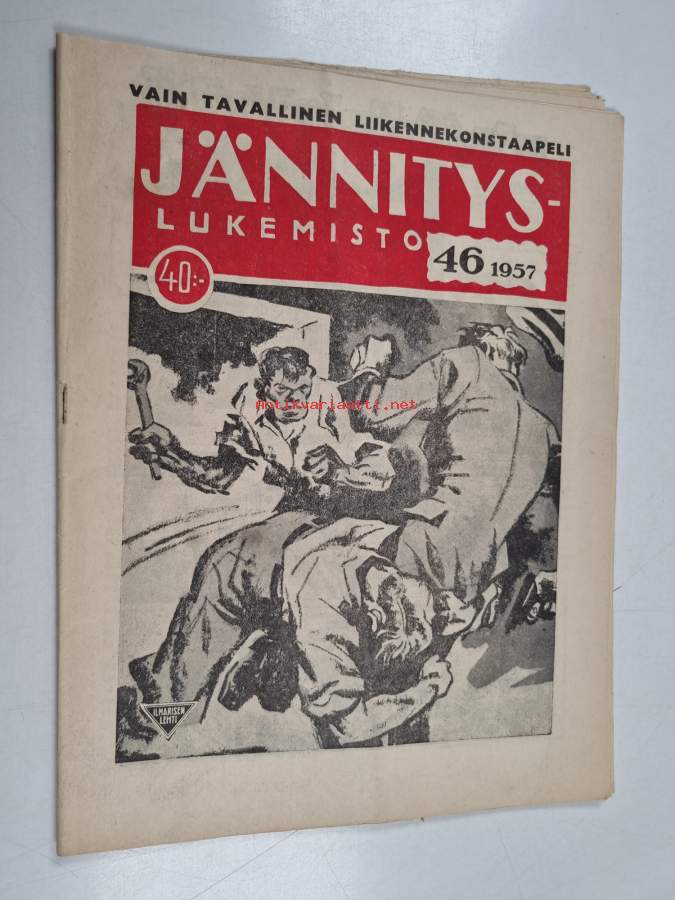 VAIN TAVALLINEN LIIKENNEKONSTAAPELI
JÄNNITYS-
LUKEMISTO
46 1957
40:-
Antikvariaatti.net
ILMARISEN
LEHTI